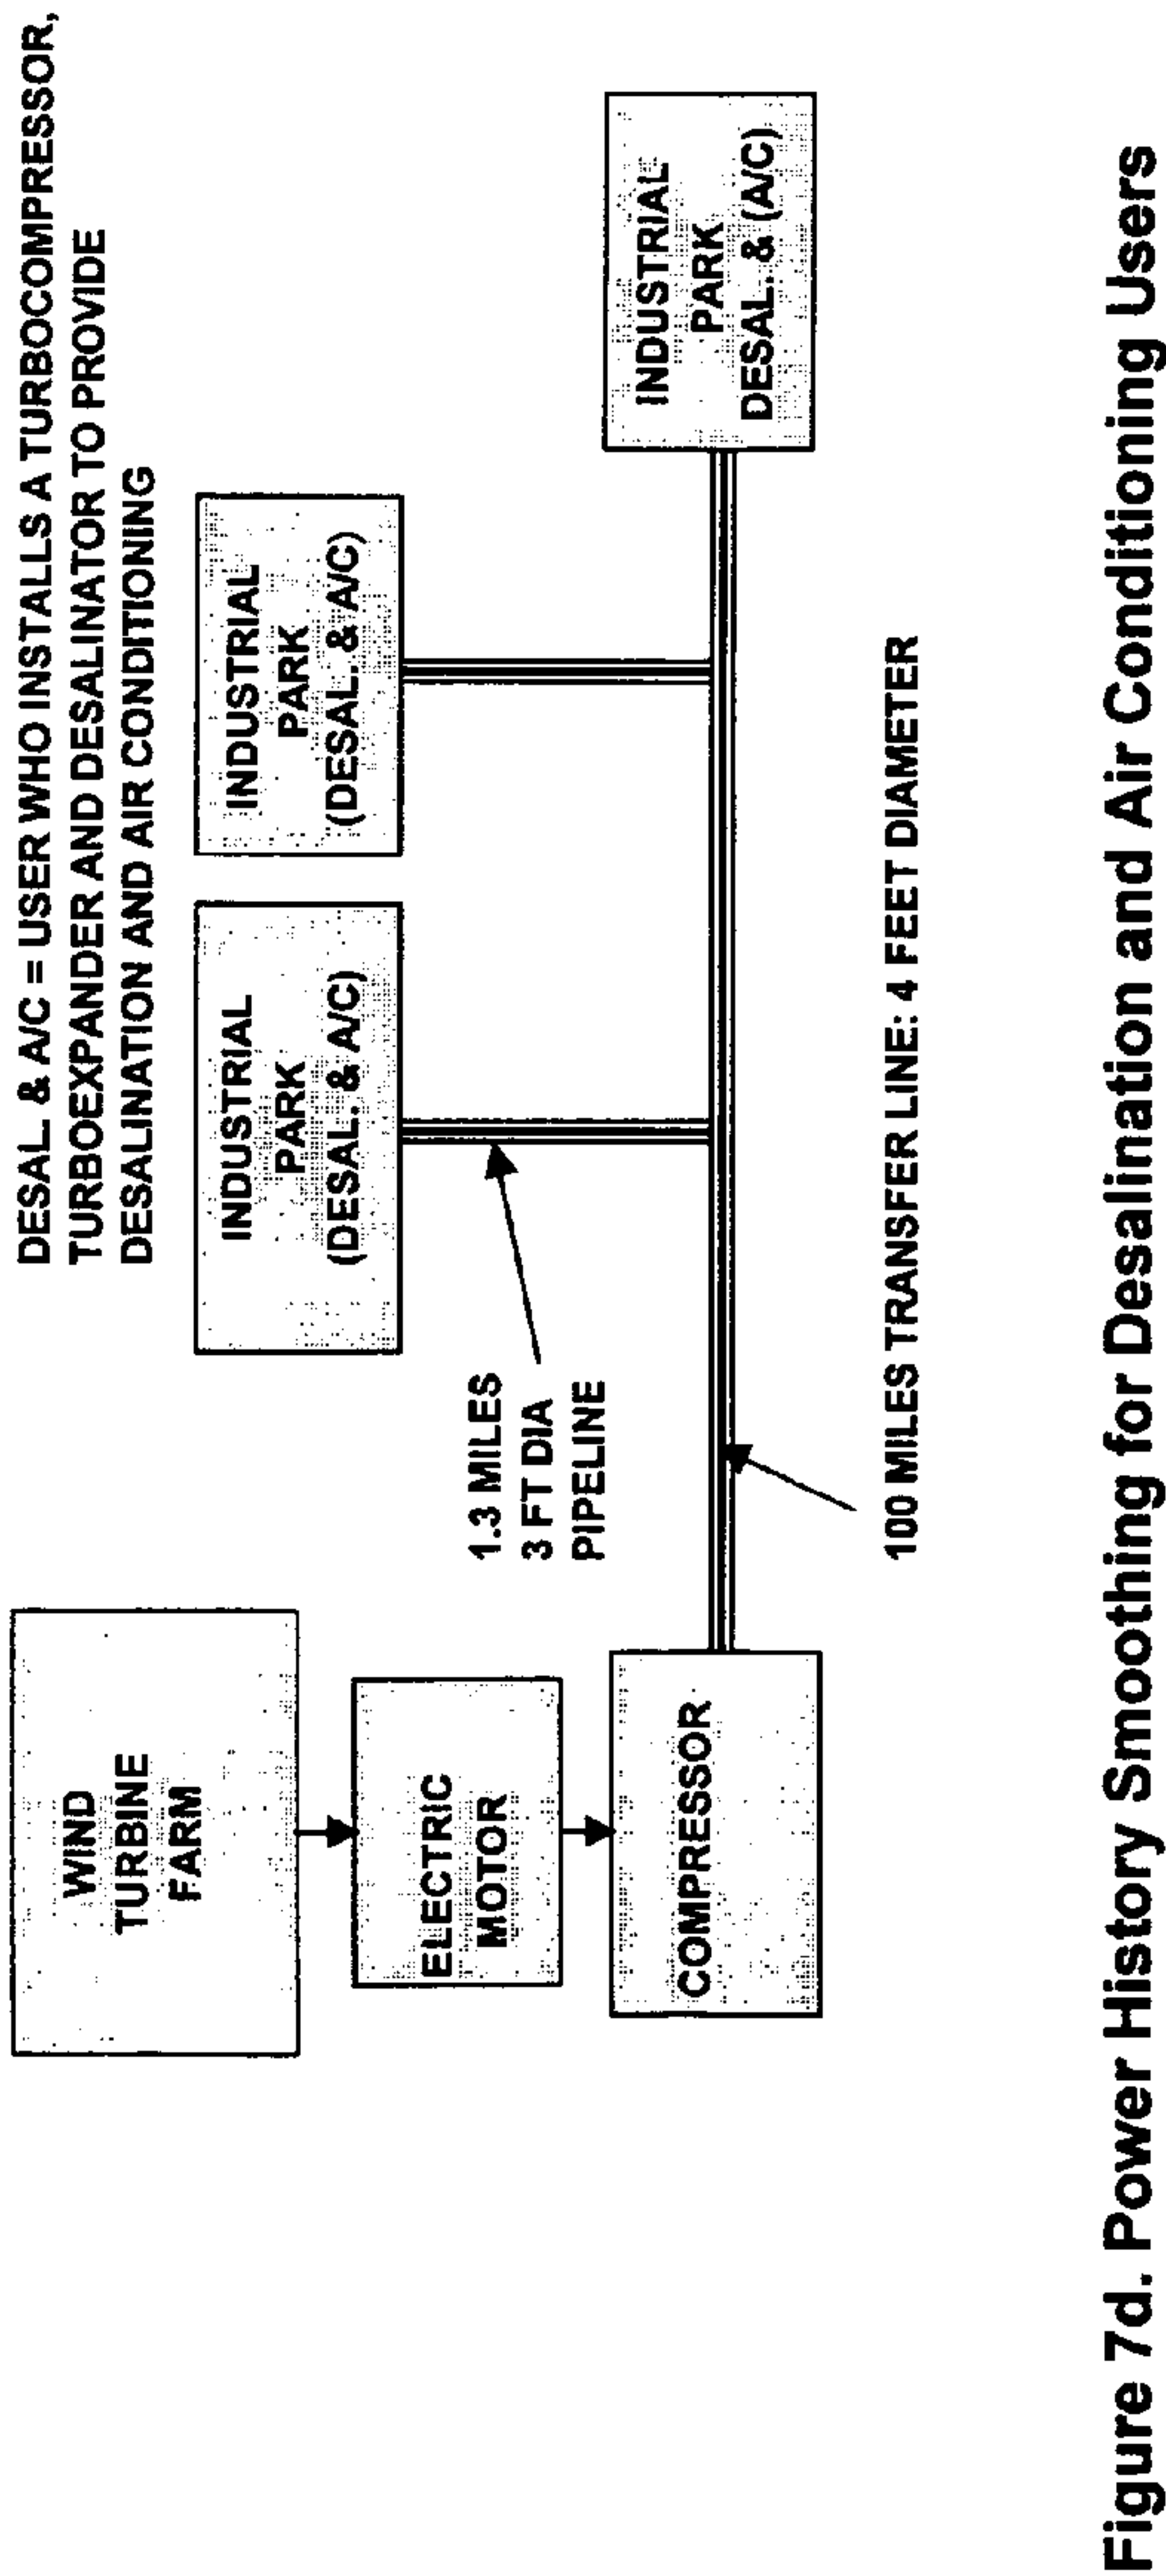 DESAL & A/C = USER WHO INSTALLS A TURBOCOMPRESSOR,
TURBOEXPANDER AND DESALINATOR TO PROVIDE
DESALINATION AND AIR CONDITIONING
WIND
TURBINE
FARM
ELECTRIC
MOTOR
COMPRESSOR
1.3 MILES
3 FT DIA
PIPELINE
INDUSTRIAL
PARK
(DESAL. & A/C)
INDUSTRIAL
PARK
(DESAL. & A/C)
INDUSTRIAL
PARK
DESAL. & (A/C)
100 MILES TRANSFER LINE: 4 FEET DIAMETER
Figure 7d. Power History Smoothing for Desalination and Air Conditioning Users